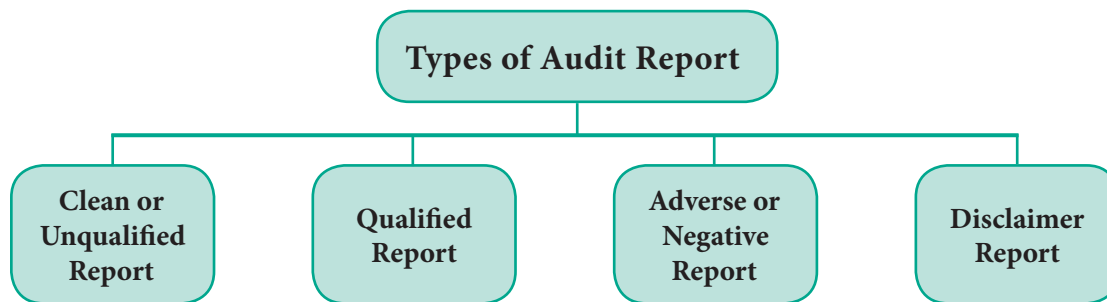 Types of Audit Report
Clean or
Unqualified
Report
Qualified
Report
Adverse or
Negative
Report
Disclaimer
Report